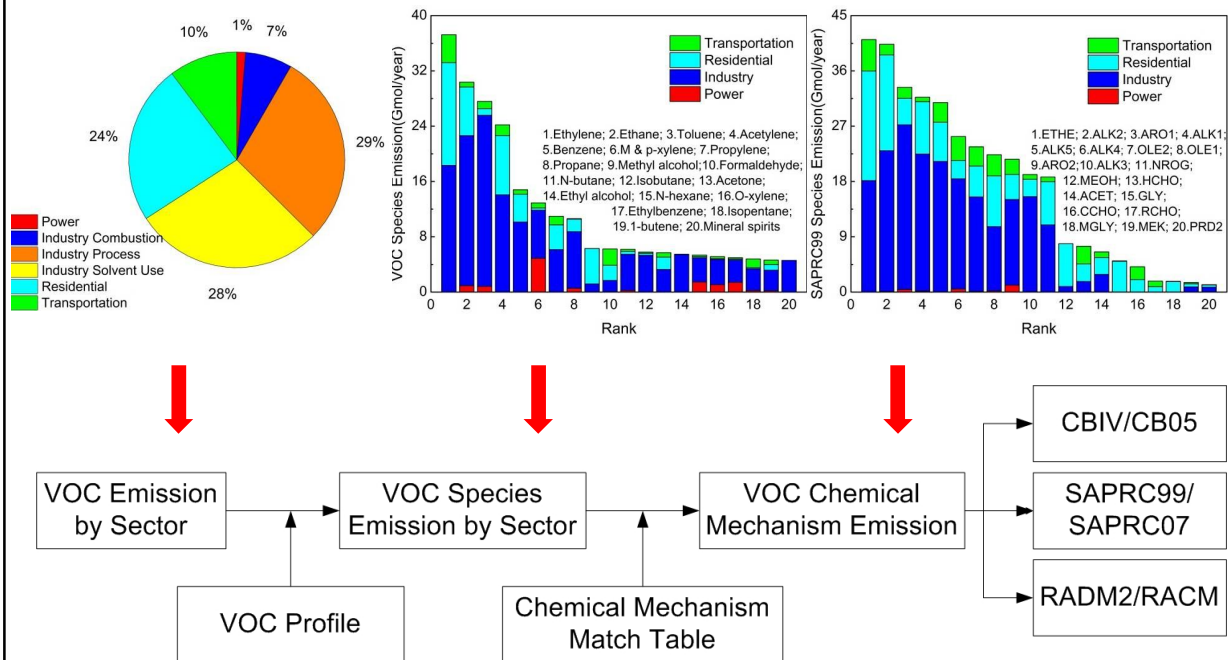 10%
1%
7%
29%
24%
28%
Power
Industry Combustion
Industry Process
Industry Solvent Use
Residential
Transportation
VOC Species Emission(Gmol/year)
40
32
24
16
8
0
Transportation
Residential
Industry
Power
1.Ethylene; 2.Ethane; 3.Toluene; 4.Acetylene;
5.Benzene; 6.M & p-xylene; 7.Propylene;
8.Propane; 9.Methyl alcohol;10.Formaldehyde;
11.N-butane; 12.Isobutane; 13.Acetone;
14.Ethyl alcohol; 15.N-hexane; 16.O-xylene;
17.Ethylbenzene; 18.Isopentane;
19.1-butene; 20.Mineral spirits
0 2 4 6 8 10 12 14 16 18 20
Rank
SAPRC99 Species Emission(Gmol/year)
45
36
27
18
9
0
Transportation
Residential
Industry
Power
1.ETHE; 2.ALK2; 3.ARO1; 4.ALK1;
5.ALK5; 6.ALK4; 7.OLE2; 8.OLE1;
9.ARO2;10.ALK3; 11.NROG;
12.MEOH; 13.HCHO;
14.ACET; 15.GLY;
16.CCHO; 17.RCHO;
18.MGLY; 19.MEK; 20.PRD2
0 2 4 6 8 10 12 14 16 18 20
Rank
VOC Emission
by Sector
VOC Species
Emission by Sector
VOC Chemical
Mechanism Emission
CBIV/CB05
SAPRC99/
SAPRC07
RADM2/RACM
VOC Profile
Chemical Mechanism
Match Table